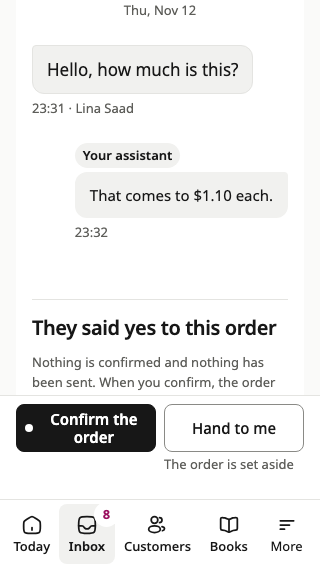 Thu, Nov 12
Hello, how much is this?
23:31 · Lina Saad
Your assistant
That comes to $1.10 each.
23:32
They said yes to this order
Nothing is confirmed and nothing has
been sent. When you confirm, the order
Confirm the
order
Hand to me
The order is set aside
8
Today
Inbox
Customers
Books
More